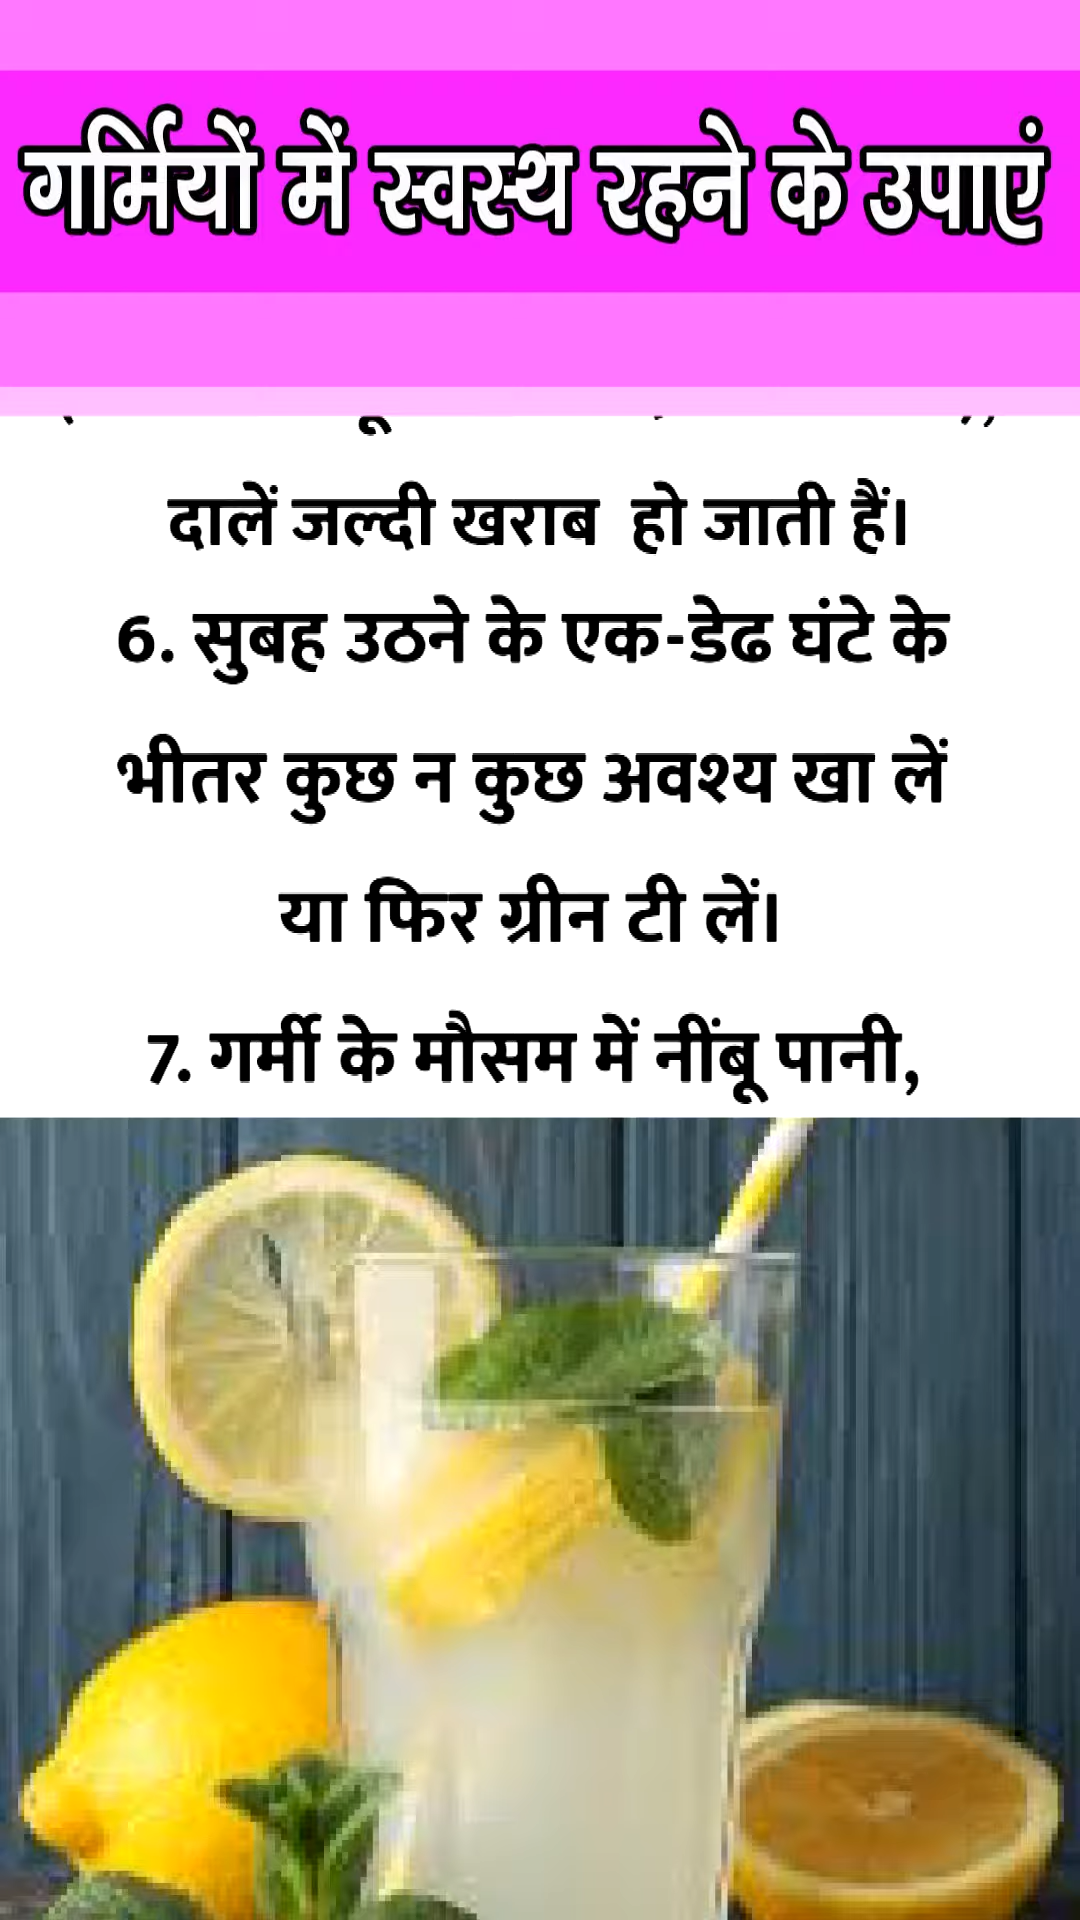 गर्मियों में स्वस्थ रहने के उपाएं
दालें जल्दी खराब हो जाती हैं।
6. सुबह उठने के एक-डेढ घंटे के
भीतर कुछ न कुछ अवश्य खा लें
या फिर ग्रीन टी लें।
7. गर्मी के मौसम में नींबू पानी,